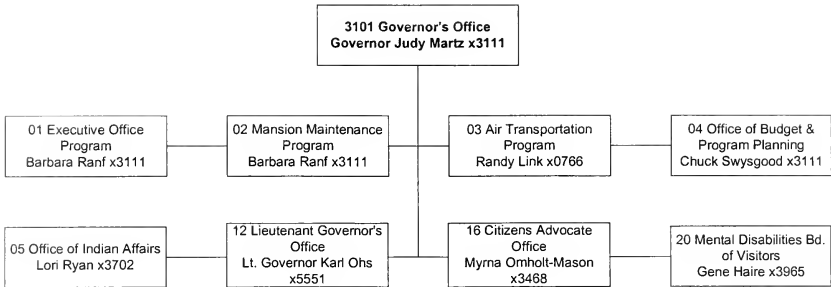 3101 Governor's Office
Governor Judy Martz x3111
01 Executive Office
Program
Barbara Ranf x3111
02 Mansion Maintenance
Program
Barbara Ranf x3111
03 Air Transportation
Program
Randy Link x0766
04 Office of Budget &
Program Planning
Chuck Swysgood x3111
05 Office of Indian Affairs
Lori Ryan x3702
12 Lieutenant Governor's
Office
Lt. Governor Karl Ohs
x5551
16 Citizens Advocate
Office
Myrna Omholt-Mason
x3468
20 Mental Disabilities Bd.
of Visitors
Gene Haire x3965